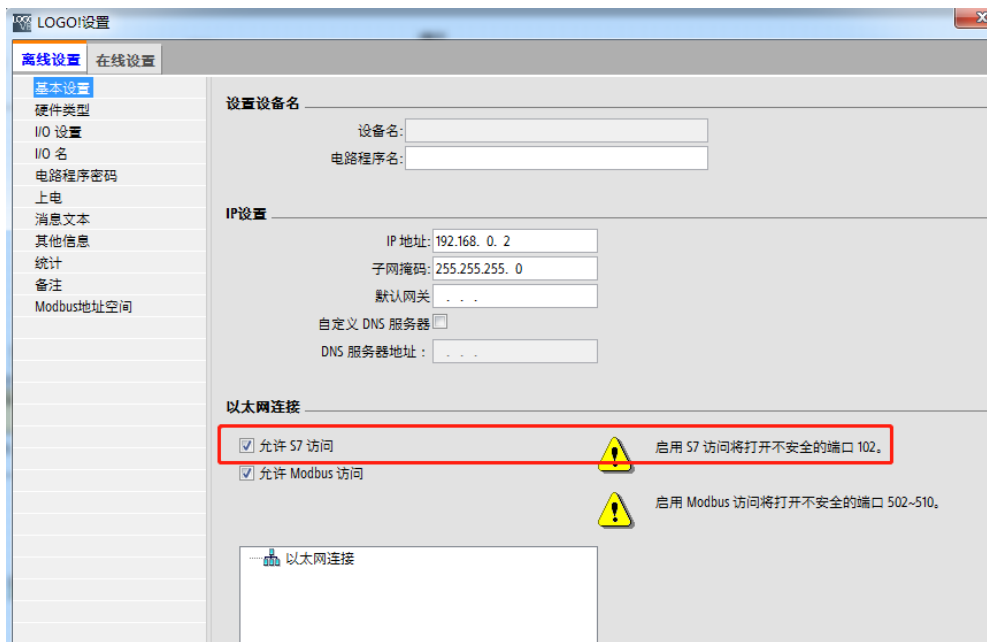 LOGO!设置
离线设置 在线设置
基本设置
硬件类型
I/O 设置
I/O 名
电路程序密码
上电
消息文本
其他信息
统计
备注
Modbus地址空间
设置设备名
设备名:
电路程序名:
IP设置
IP 地址: 192.168. 0. 2
子网掩码: 255.255.255. 0
默认网关 . . .
自定义 DNS 服务器
DNS 服务器地址： . . .
以太网连接
允许 S7 访问 启用 S7 访问将打开不安全的端口 102。
允许 Modbus 访问
启用 Modbus 访问将打开不安全的端口 502~510。
以太网连接